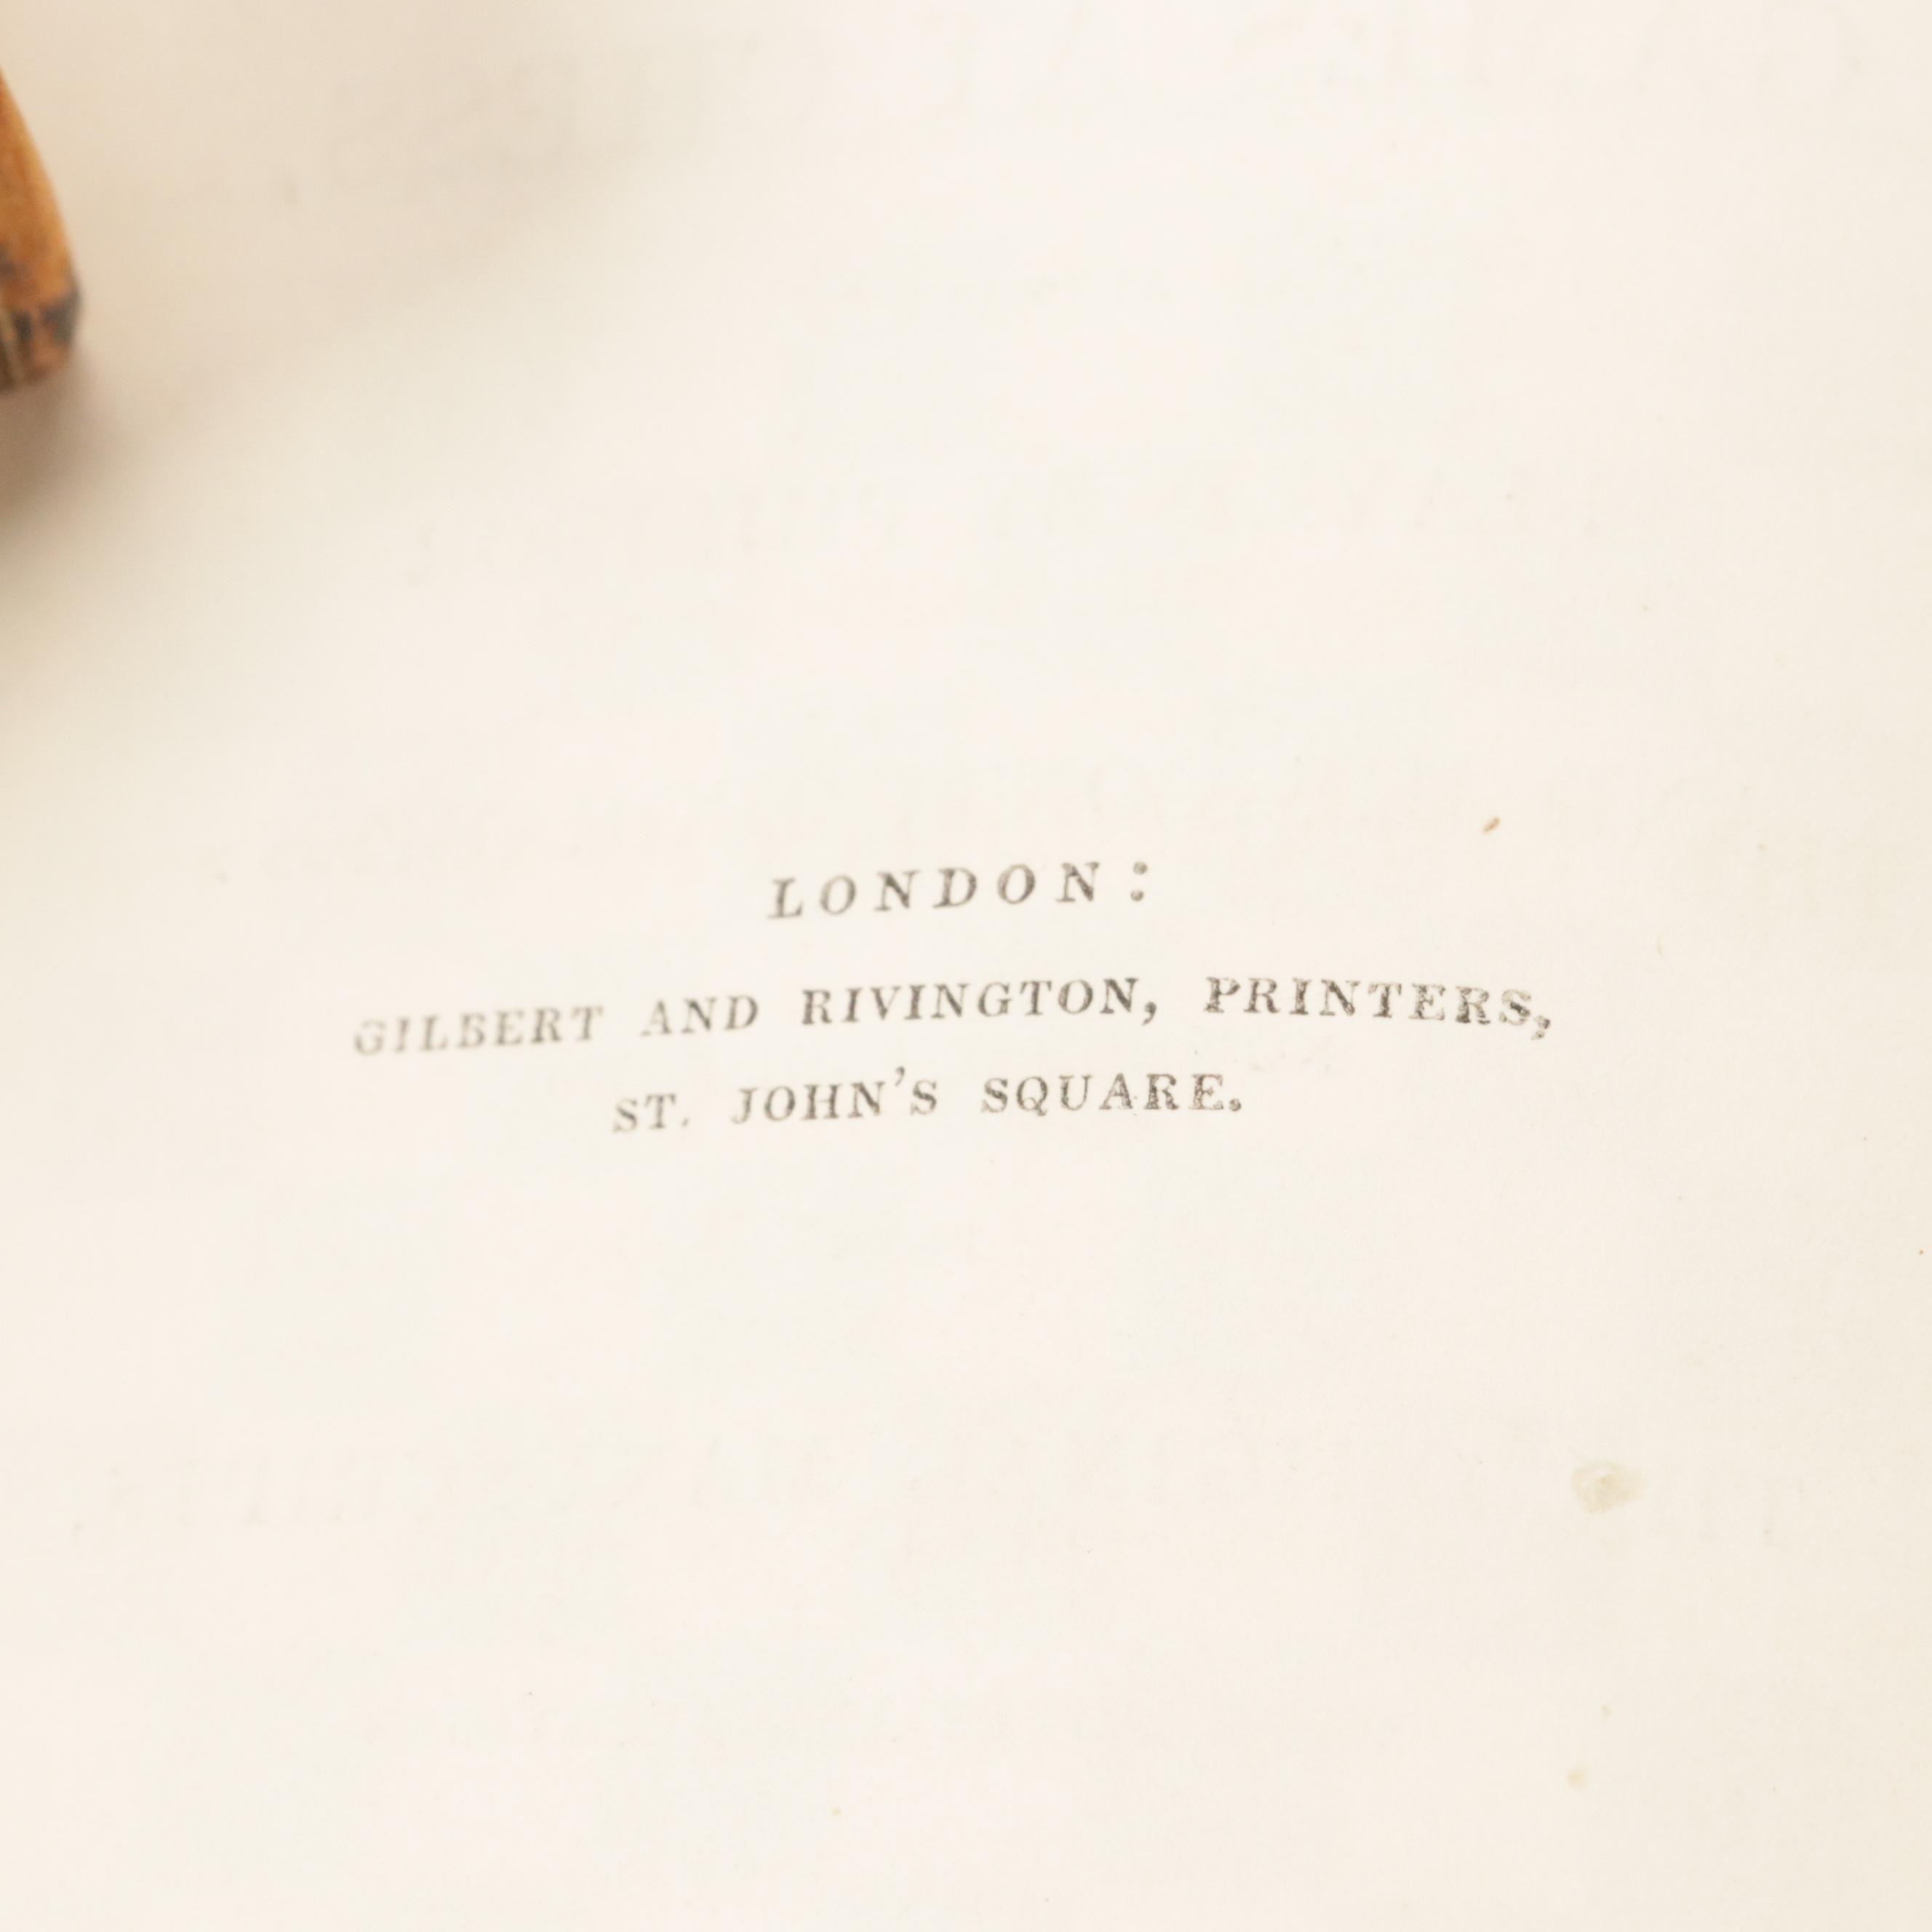 LONDON:
GILBERT AND RIVINGTON, PRINTERS,
ST. JOHN'S SQUARE.